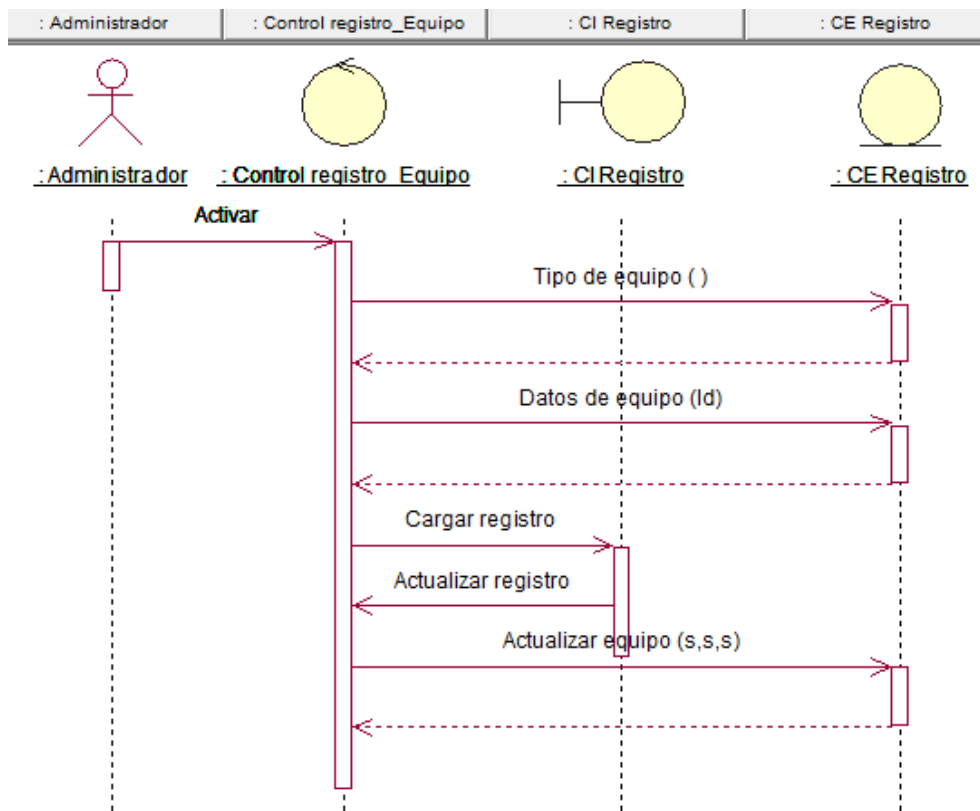 : Administrador : Control registro_Equipo : CI Registro : CE Registro
: Administrador : Control registro_Equipo : CI Registro : CE Registro
Activar
Tipo de equipo ( )
Datos de equipo (Id)
Cargar registro
Actualizar registro
Actualizar equipo (s,s,s)